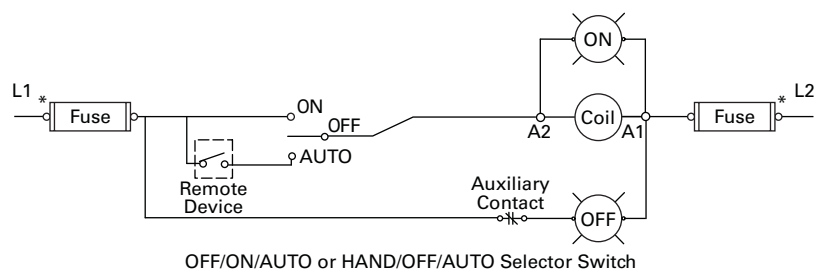 ON
L1 * Fuse
ON
OFF
AUTO
A2
Coil
A1
Fuse * L2
Remote
Device
Auxiliary
Contact
OFF
OFF/ON/AUTO or HAND/OFF/AUTO Selector Switch